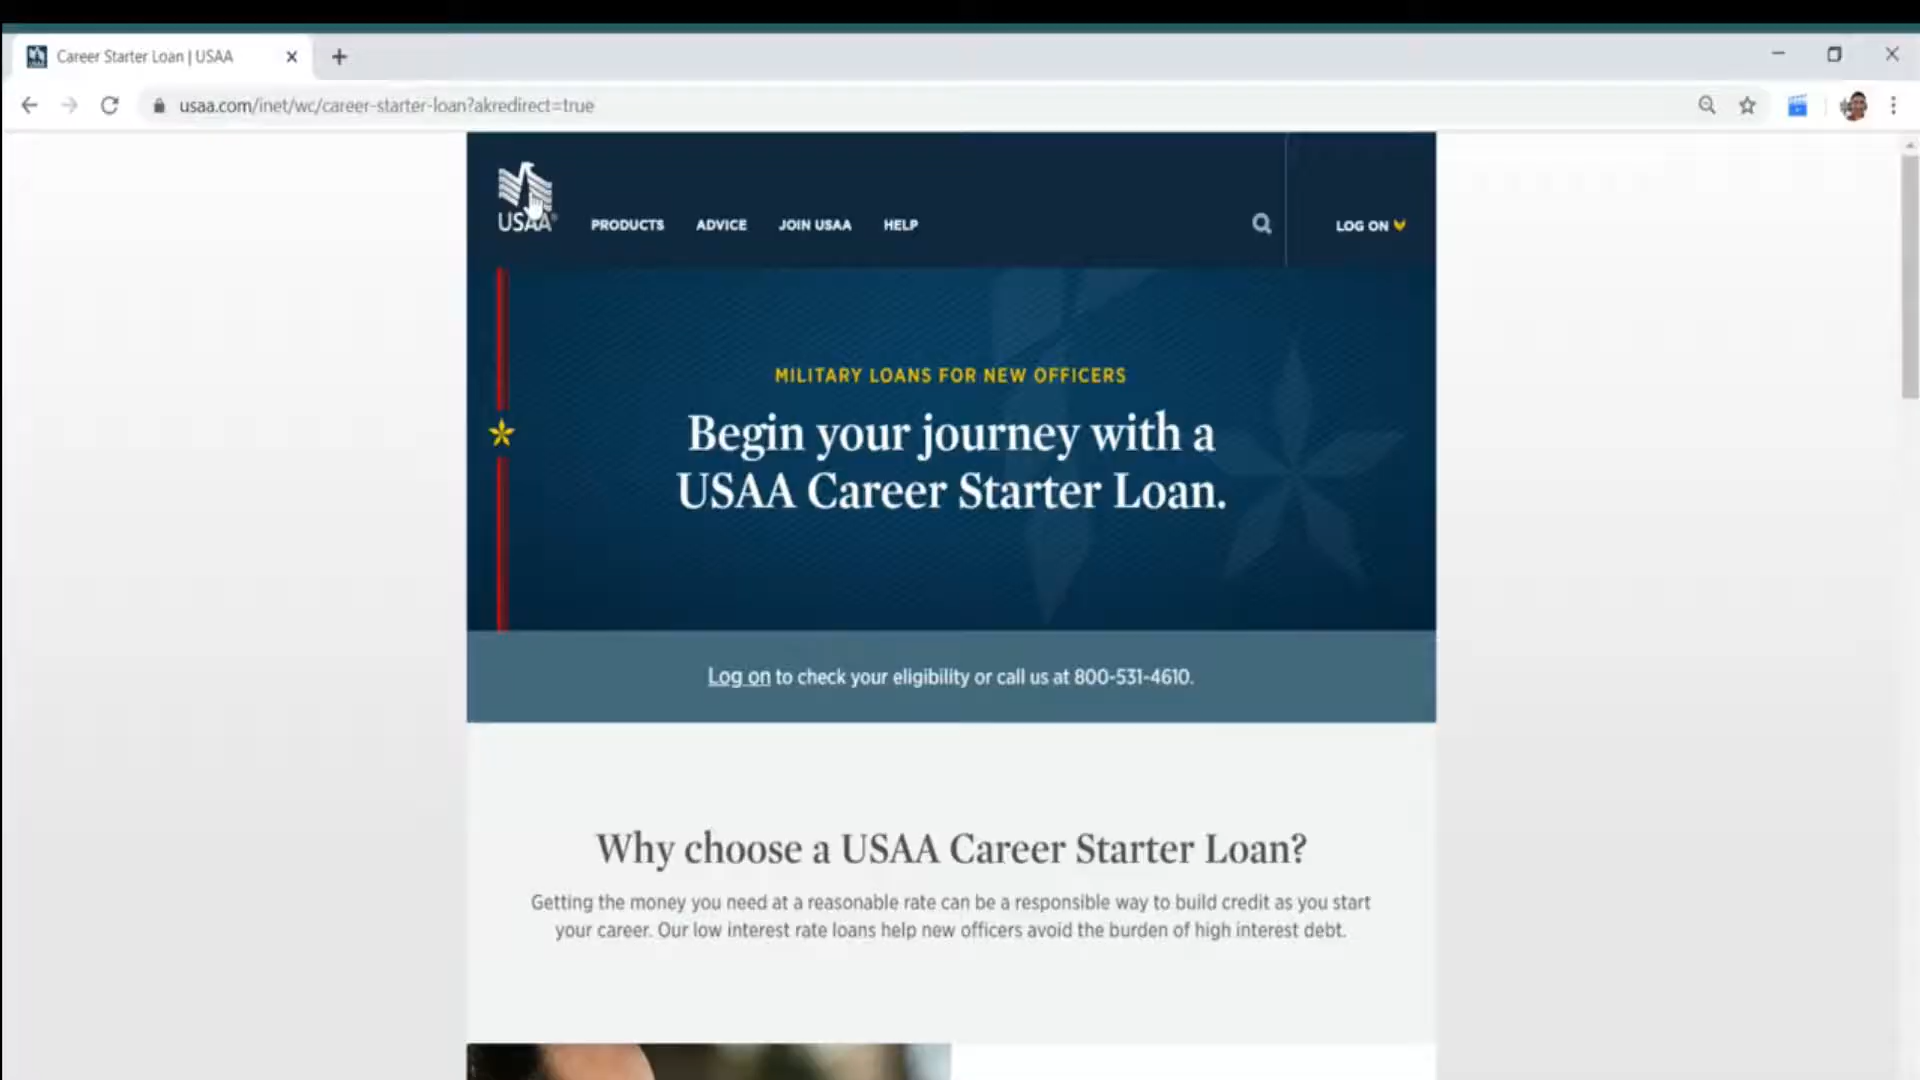 Career Starter Loan | USAA
usaa.com/inet/wc/career-starter-loan?akredirect=true
USAA®
PRODUCTS
ADVICE
JOIN USAA
HELP
LOG ON
MILITARY LOANS FOR NEW OFFICERS
Begin your journey with a
USAA Career Starter Loan.
Log on to check your eligibility or call us at 800-531-4610.
Why choose a USAA Career Starter Loan?
Getting the money you need at a reasonable rate can be a responsible way to build credit as you start
your career. Our low interest rate loans help new officers avoid the burden of high interest debt.